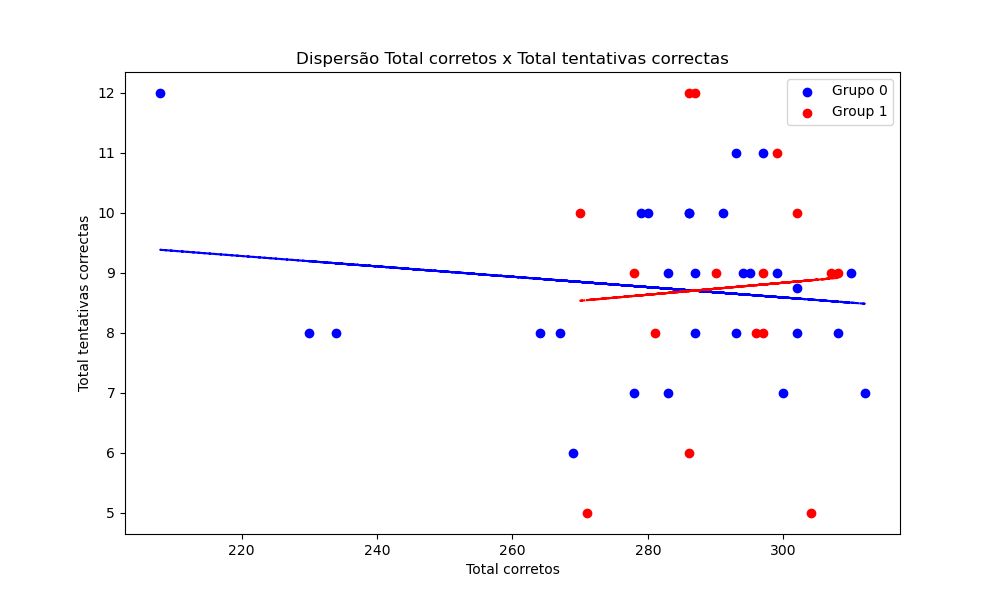 Dispersão Total corretos x Total tentativas correctas
Grupo 0
Group 1
Total tentativas correctas
12
11
10
9
8
7
6
5
220
240
260
280
300
Total corretos